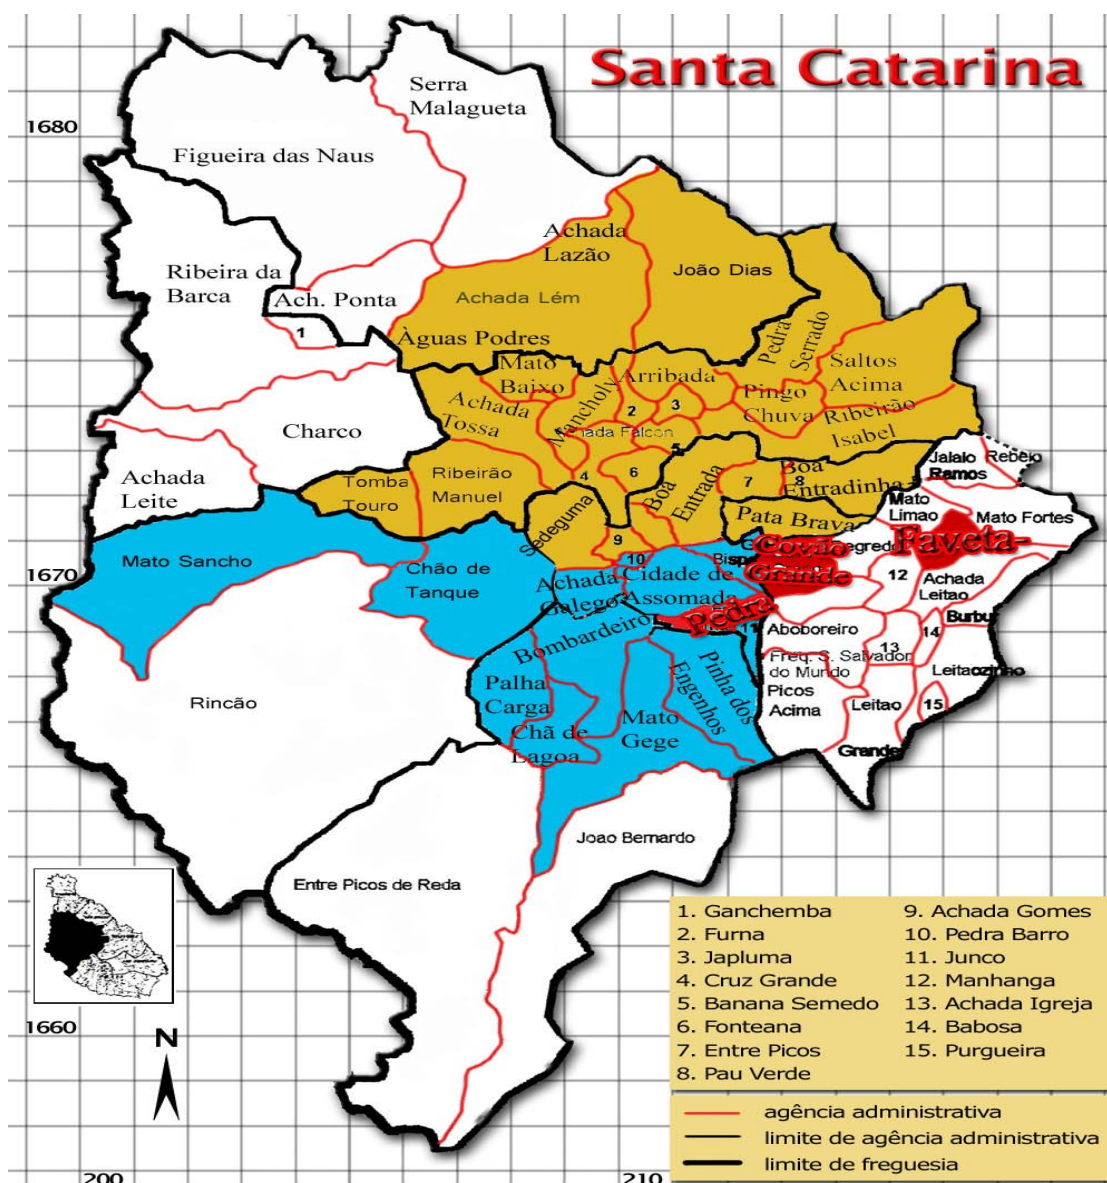 Santa Catarina
Serra
Malagueta
1680
Figueira das Naus
Achada
Lazão
João Dias
Ribeira da
Barca
Ach. Ponta
Achada Lém
1
Àguas Podres
Pedra
Serrado
Mato
Baixo
Arribada
Saltos
Acima
Achada
Tossa
Mancholy
2
3
Pingo
Chuva
Ribeirão
Isabel
Charco
Falcon
5
Achada
Leite
Tomba
Touro
Ribeirão
Manuel
4
6
Boa
Entrada
7
Boa
8
Entradinha
Jalalo
Ramos
Rebelo
Mato
Limao
Mato Fortes
Sedeguma
9
Pata Brava
Mato Sancho
1670
Chão de
Tanque
10
Covão
Grande
Faveta-
12
Achada
Leitao
Achada
Galego
Cidade de
Assomada
Pedra
11
Aboboreiro
13
14
Burbur
Bombardeiro
Freq. S. Salvador
do Mundo
Leitaozinho
Rincão
Palha
Carga
Pinha dos
Engenhos
Picos
Acima
Leitao
15
Chã de
Lagoa
Mato
Gege
Grande
Joao Bernardo
Entre Picos de Reda
1. Ganchemba
2. Furna
3. Japluma
4. Cruz Grande
5. Banana Semedo
6. Fonteana
7. Entre Picos
8. Pau Verde
9. Achada Gomes
10. Pedra Barro
11. Junco
12. Manhanga
13. Achada Igreja
14. Babosa
15. Purgueira
1660
N
agência administrativa
limite de agência administrativa
limite de freguesia
200
210